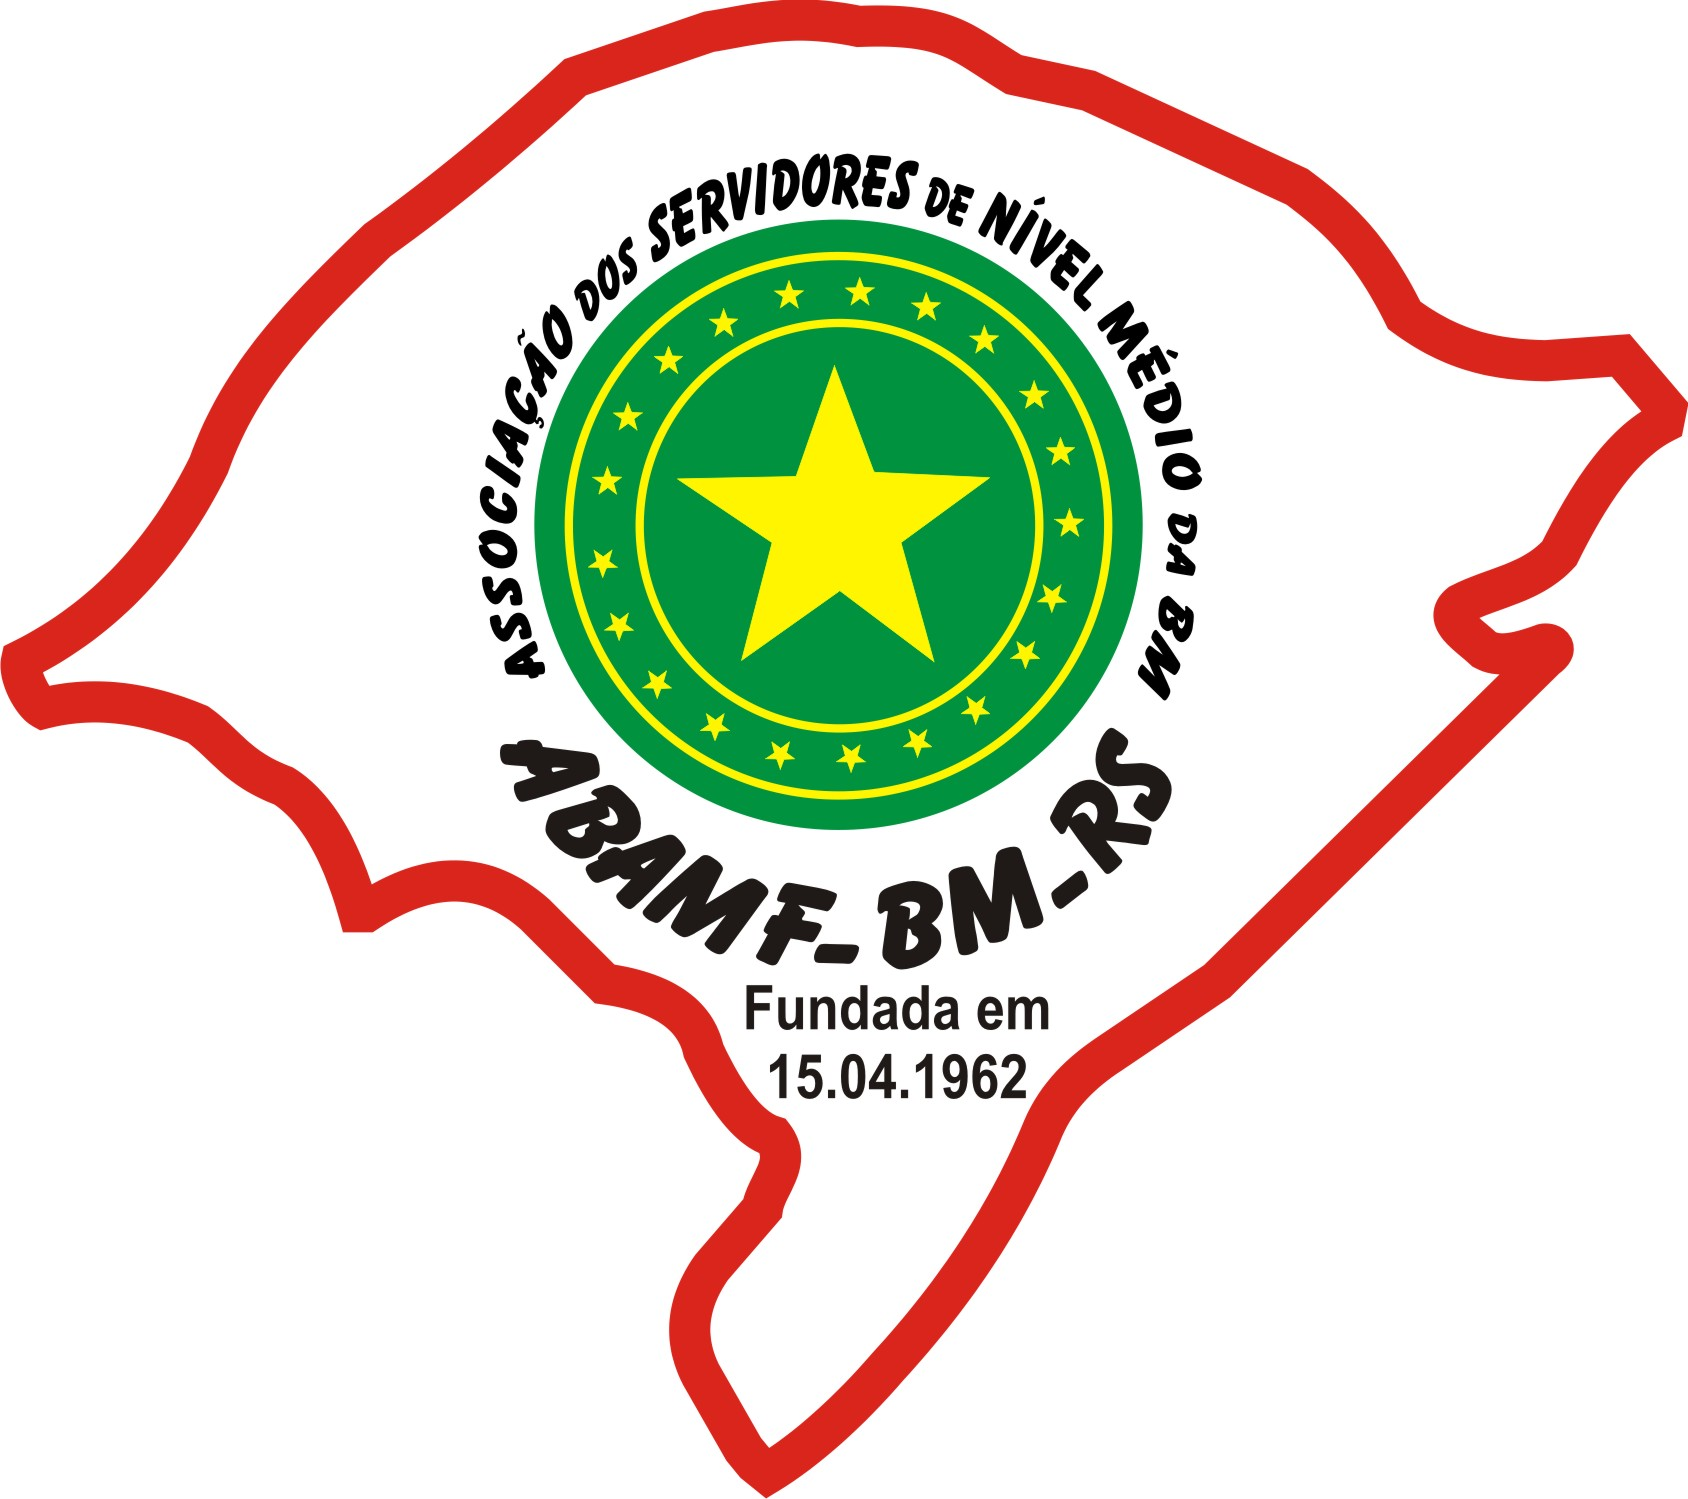 ASSOCIAÇÃO DOS SERVIDORES DE NÍVEL MÉDIO DA BM
ABAMF-BM-RS
Fundada em
15.04.1962